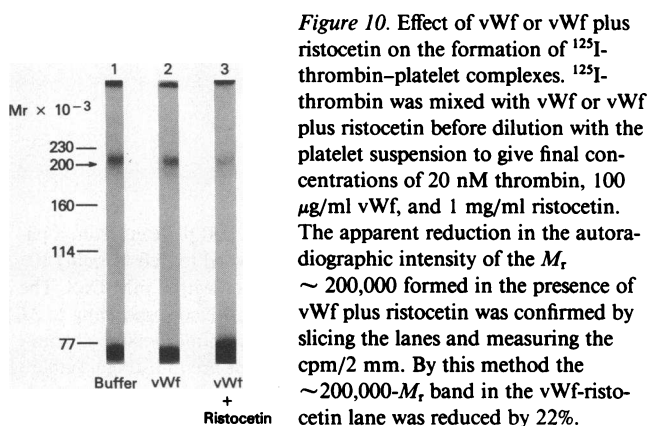 1 2 3
Mr × 10⁻³
230
200
160
114
77
Buffer vWf vWf
+
Ristocetin
Figure 10. Effect of vWf or vWf plus
ristocetin on the formation of ¹²⁵I-
thrombin–platelet complexes. ¹²⁵I-
thrombin was mixed with vWf or vWf
plus ristocetin before dilution with the
platelet suspension to give final con-
centrations of 20 nM thrombin, 100
μg/ml vWf, and 1 mg/ml ristocetin.
The apparent reduction in the autora-
diographic intensity of the Mᵣ
~ 200,000 formed in the presence of
vWf plus ristocetin was confirmed by
slicing the lanes and measuring the
cpm/2 mm. By this method the
~200,000-Mᵣ band in the vWf-risto-
cetin lane was reduced by 22%.